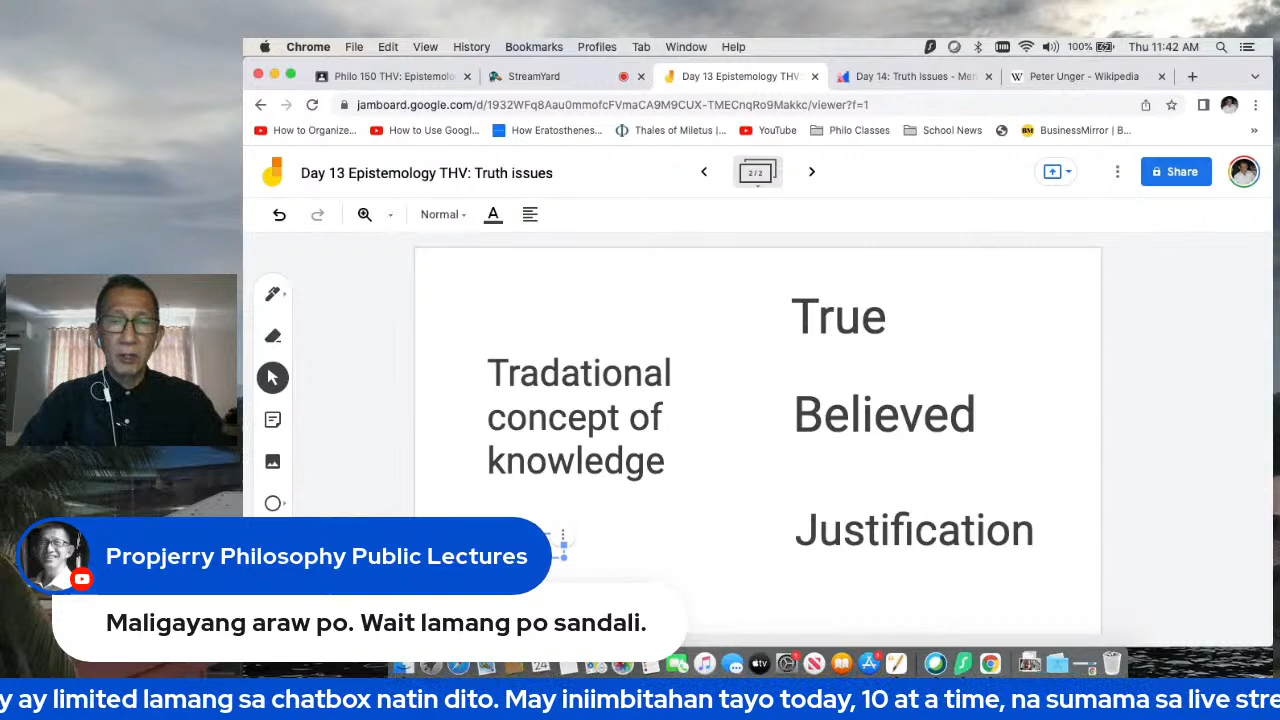 Chrome File Edit View History Bookmarks Profiles Tab Window Help
100% Thu 11:42 AM
Philo 150 THV: Epistemolo
StreamYard
Day 13 Epistemology THV:
Day 14: Truth Issues - Men
Peter Unger - Wikipedia
jamboard.google.com/d/1932WFq8Aau0mmofcFVmaCA9M9CUX-TMECnqRo9Makkc/viewer?f=1
How to Organize...
How to Use Googl...
How Eratosthenes...
Thales of Miletus |...
YouTube
Philo Classes
School News
BusinessMirror | B...
Day 13 Epistemology THV: Truth issues
2 / 2
Share
Normal
True
Tradational
concept of
knowledge
Believed
Justification
Propjerry Philosophy Public Lectures
Maligayang araw po. Wait lamang po sandali.
y ay limited lamang sa chatbox natin dito. May iniimbitahan tayo today, 10 at a time, na sumama sa live stre